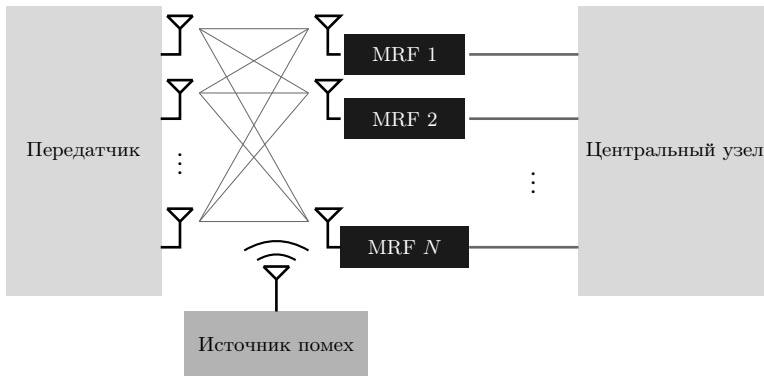 MRF 1
MRF 2
Передатчик
Центральный узел
MRF N
Источник помех